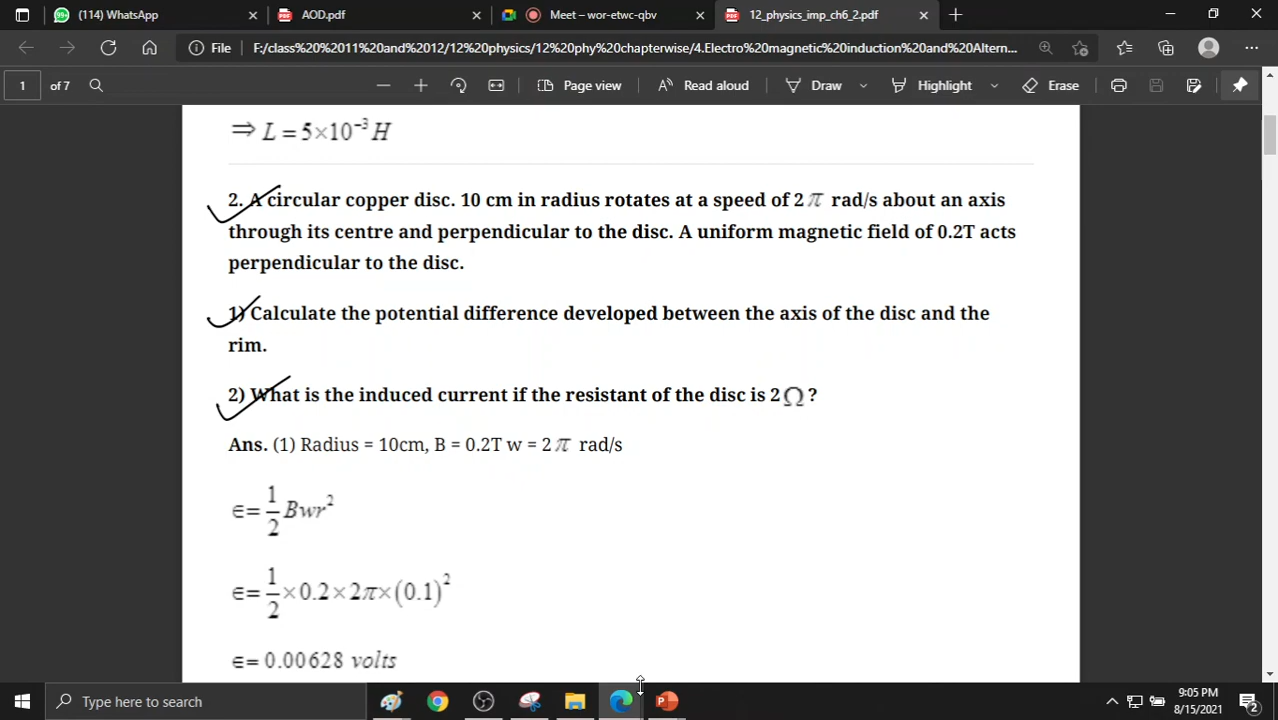 99+ (114) WhatsApp
AOD.pdf
Meet – wor-etwc-qbv
12_physics_imp_ch6_2.pdf
File F:/class%20%2011%20and%2012/12%20physics/12%20phy%20chapterwise/4.Electro%20magnetic%20induction%20and%20Altern...
1 of 7 Page view A Read aloud Draw Highlight Erase
⇒ L = 5×10⁻³ H
2. A circular copper disc. 10 cm in radius rotates at a speed of 2 π rad/s about an axis
through its centre and perpendicular to the disc. A uniform magnetic field of 0.2T acts
perpendicular to the disc.
1) Calculate the potential difference developed between the axis of the disc and the
rim.
2) What is the induced current if the resistant of the disc is 2 Ω ?
Ans. (1) Radius = 10cm, B = 0.2T w = 2 π rad/s
∈= 1/2 Bwr²
∈= 1/2 ×0.2×2π×(0.1)²
∈= 0.00628 volts
Type here to search
9:05 PM
8/15/2021
2